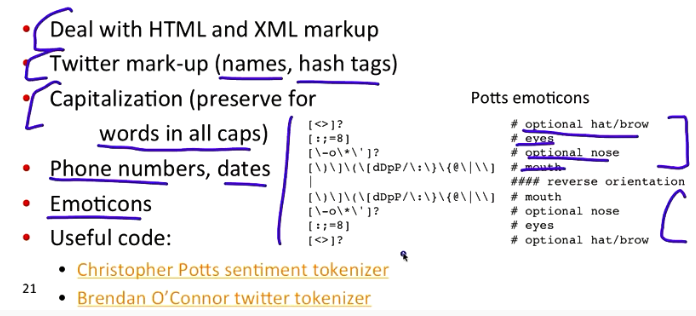 Deal with HTML and XML markup
Twitter mark-up (names, hash tags)
Capitalization (preserve for
words in all caps)
Phone numbers, dates
Emoticons
Useful code:
Christopher Potts sentiment tokenizer
Brendan O'Connor twitter tokenizer
21
Potts emoticons
[<>]? # optional hat/brow
[:;=8] # eyes
[\-o\*\']? # optional nose
[\)\]\(\[dDpP/\:\}\{@\|\\] # mouth
| #### reverse orientation
[\)\]\(\[dDpP/\:\}\{@\|\\] # mouth
[\-o\*\']? # optional nose
[:;=8] # eyes
[<>]? # optional hat/brow